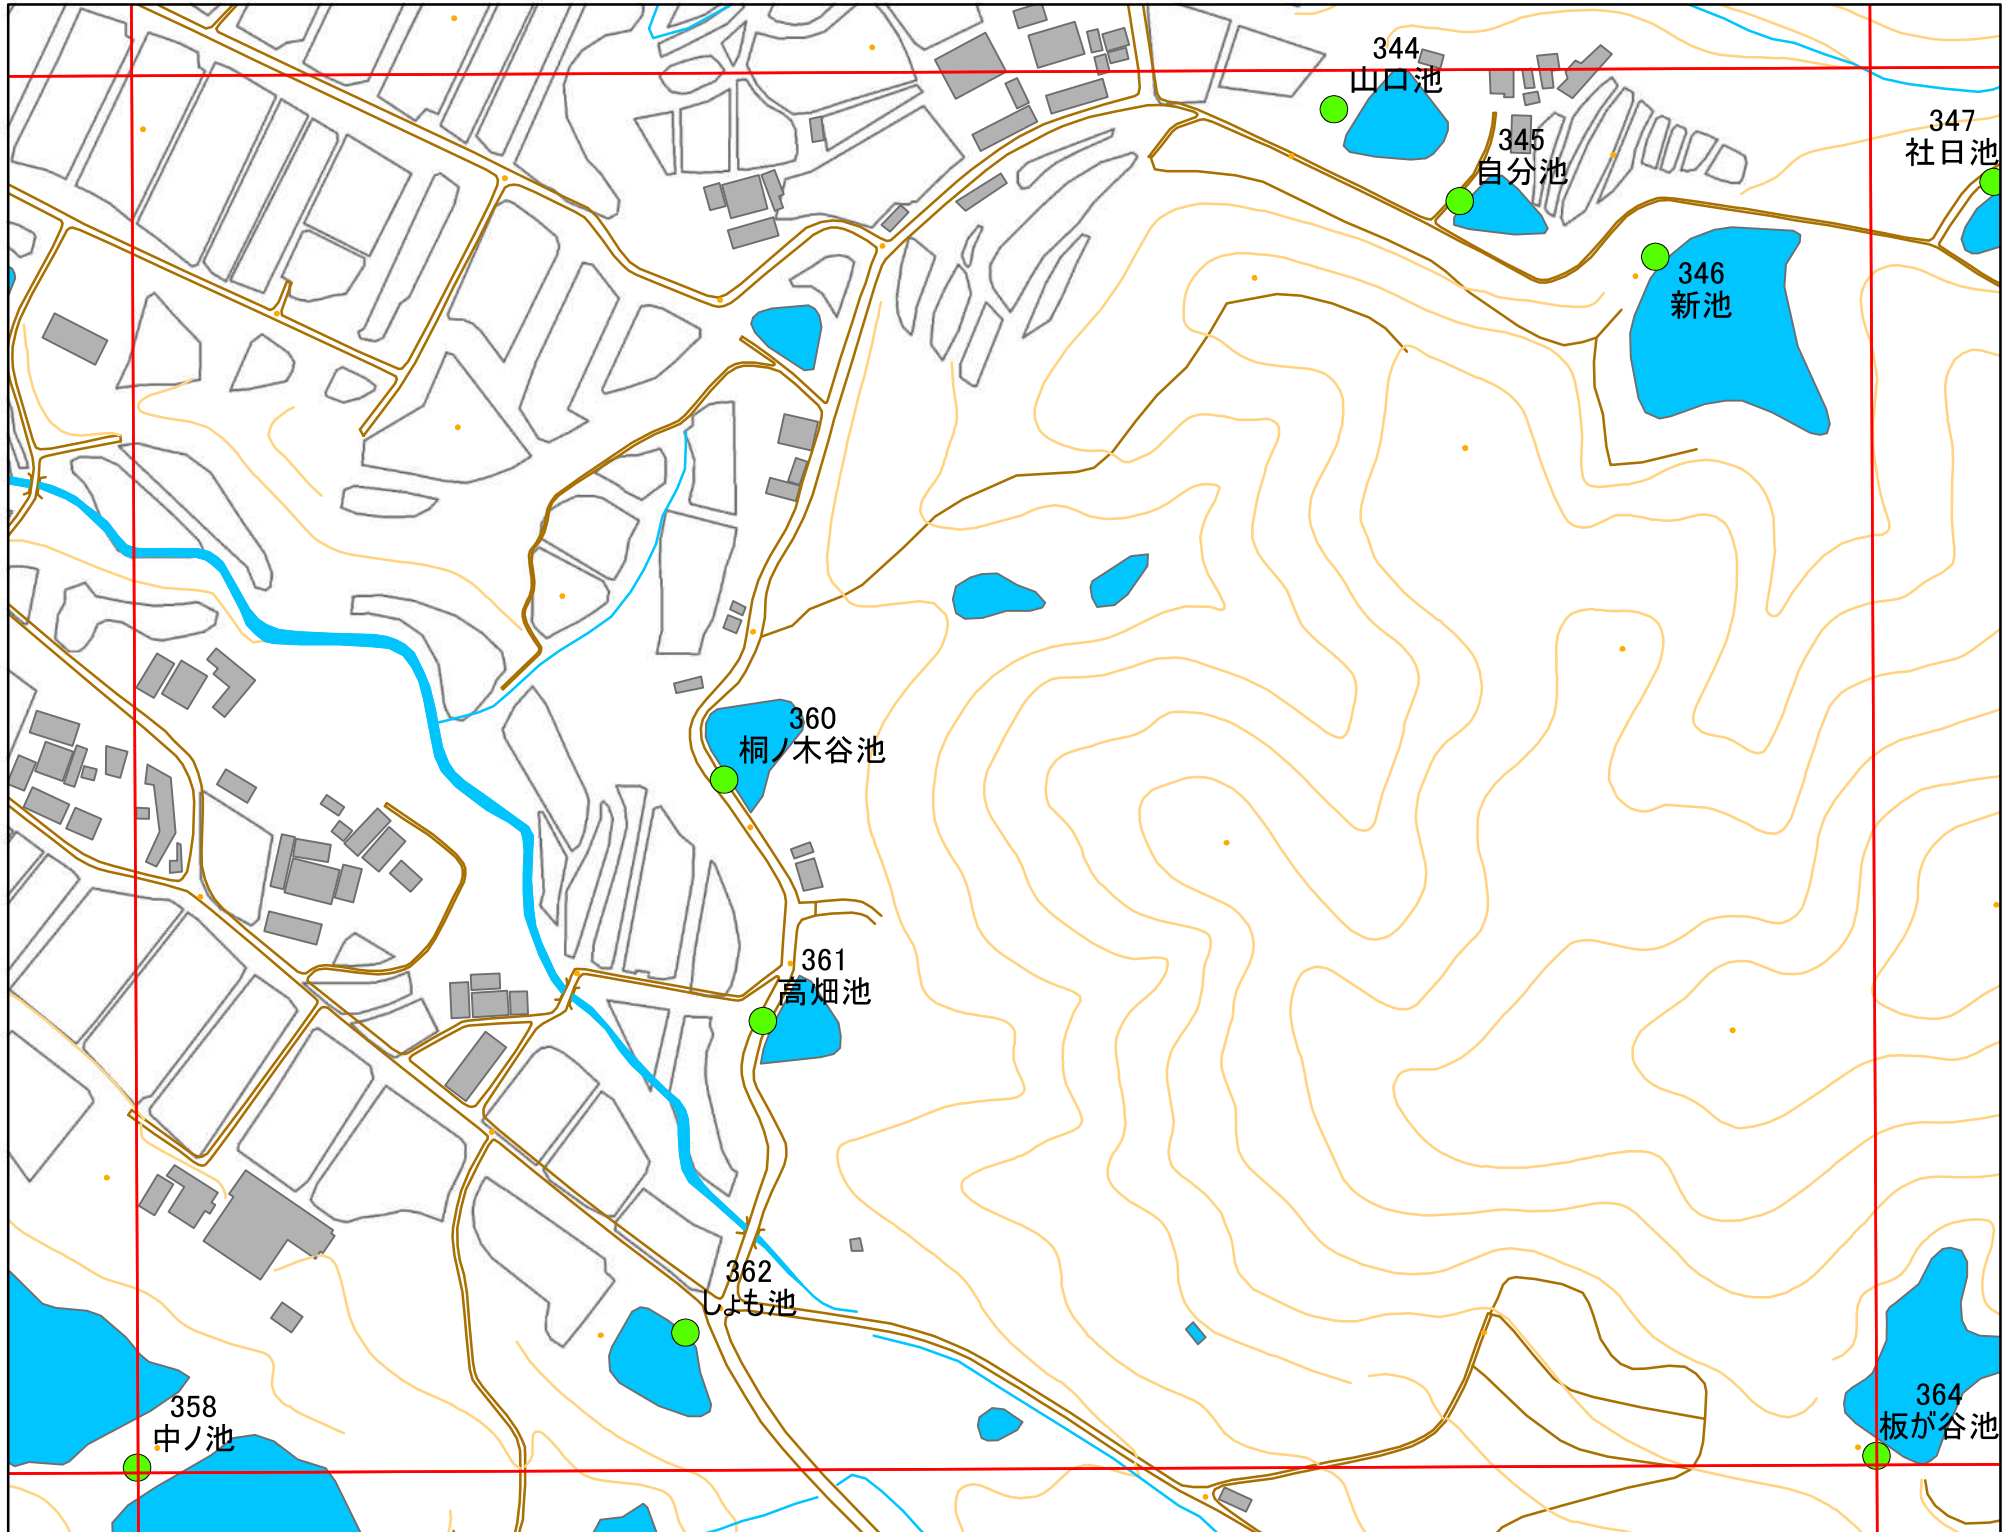 344
山口池
345
自分池
347
社日池
346
新池
360
桐ノ木谷池
361
高畑池
362
しょも池
358
中ノ池
364
板が谷池